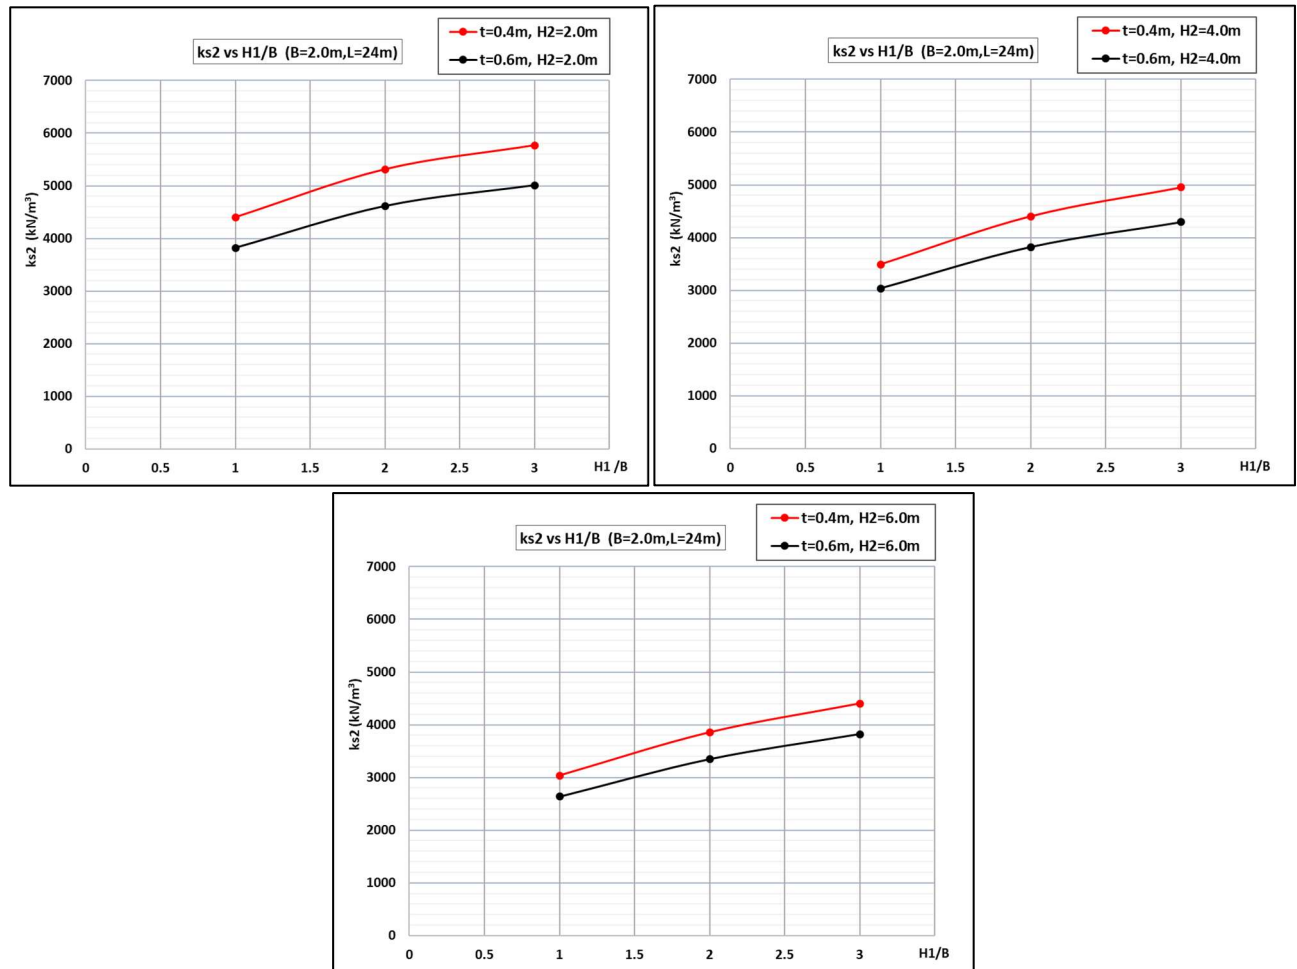 t=0.4m, H2=2.0m
ks2 vs H1/B (B=2.0m,L=24m)
t=0.6m, H2=2.0m
7000
6000
5000
4000
3000
2000
1000
0
ks2 (kN/m³)
0 0.5 1 1.5 2 2.5 3 H1 /B
t=0.4m, H2=4.0m
ks2 vs H1/B (B=2.0m,L=24m)
t=0.6m, H2=4.0m
7000
6000
5000
4000
3000
2000
1000
0
ks2 (kN/m³)
0 0.5 1 1.5 2 2.5 3 H1/B
t=0.4m, H2=6.0m
ks2 vs H1/B (B=2.0m,L=24m)
t=0.6m, H2=6.0m
7000
6000
5000
4000
3000
2000
1000
0
ks2 (kN/m³)
0 0.5 1 1.5 2 2.5 3 H1/B